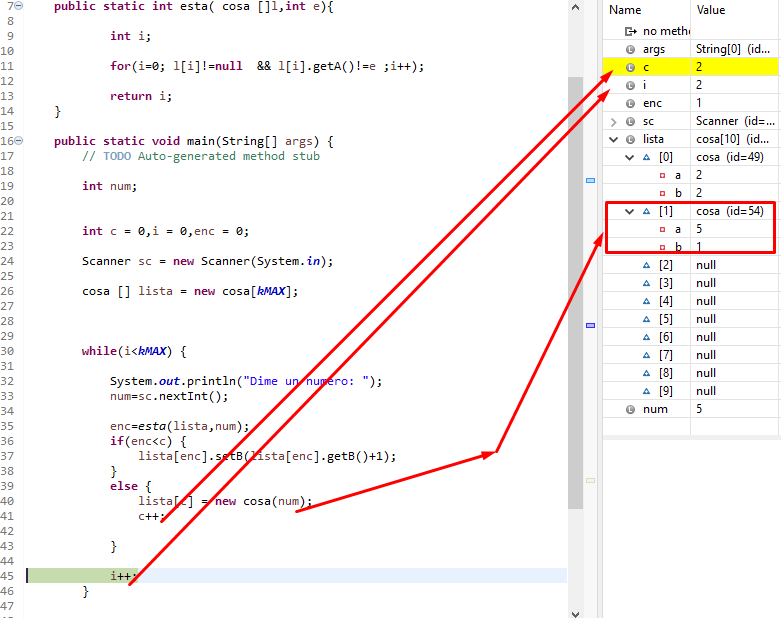 7 public static int esta( cosa []l,int e){
8
9 int i;
10
11 for(i=0; l[i]!=null && l[i].getA()!=e ;i++);
12
13 return i;
14 }
15
16 public static void main(String[] args) {
17 // TODO Auto-generated method stub
18
19 int num;
20
21
22 int c = 0,i = 0,enc = 0;
23
24 Scanner sc = new Scanner(System.in);
25
26 cosa [] lista = new cosa[kMAX];
27
28
29
30 while(i<kMAX) {
31
32 System.out.println("Dime un numero: ");
33 num=sc.nextInt();
34
35 enc=esta(lista,num);
36 if(enc<c) {
37 lista[enc].setB(lista[enc].getB()+1);
38 }
39 else {
40 lista[c] = new cosa(num);
41 c++;
42
43 }
44
45 i++;
46 }
47
Name Value
no metho
args String[0] (id=...
c 2
i 2
enc 1
sc Scanner (id=...
lista cosa[10] (id=3...
[0] cosa (id=49)
a 2
b 2
[1] cosa (id=54)
a 5
b 1
[2] null
[3] null
[4] null
[5] null
[6] null
[7] null
[8] null
[9] null
num 5